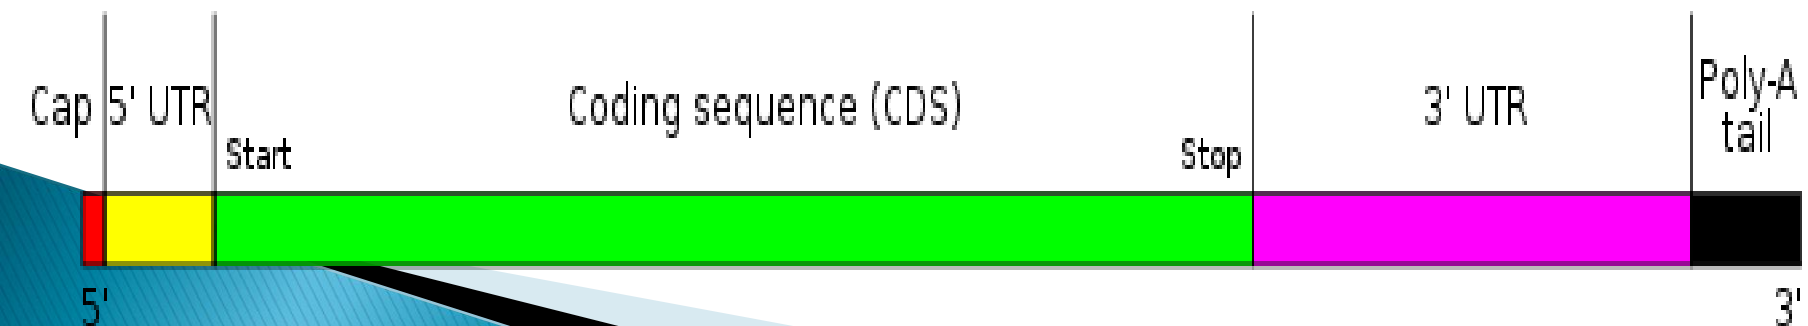 Cap 5' UTR Coding sequence (CDS) 3' UTR Poly-A
tail
Start Stop
5' 3'